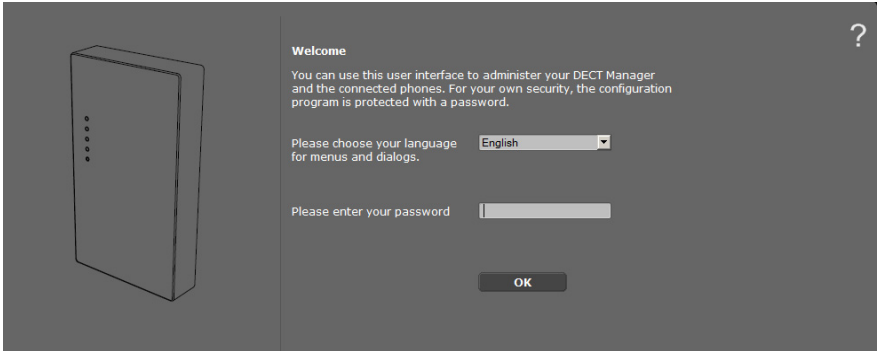 ?
Welcome
You can use this user interface to administer your DECT Manager
and the connected phones. For your own security, the configuration
program is protected with a password.
Please choose your language
for menus and dialogs.
English
Please enter your password
OK